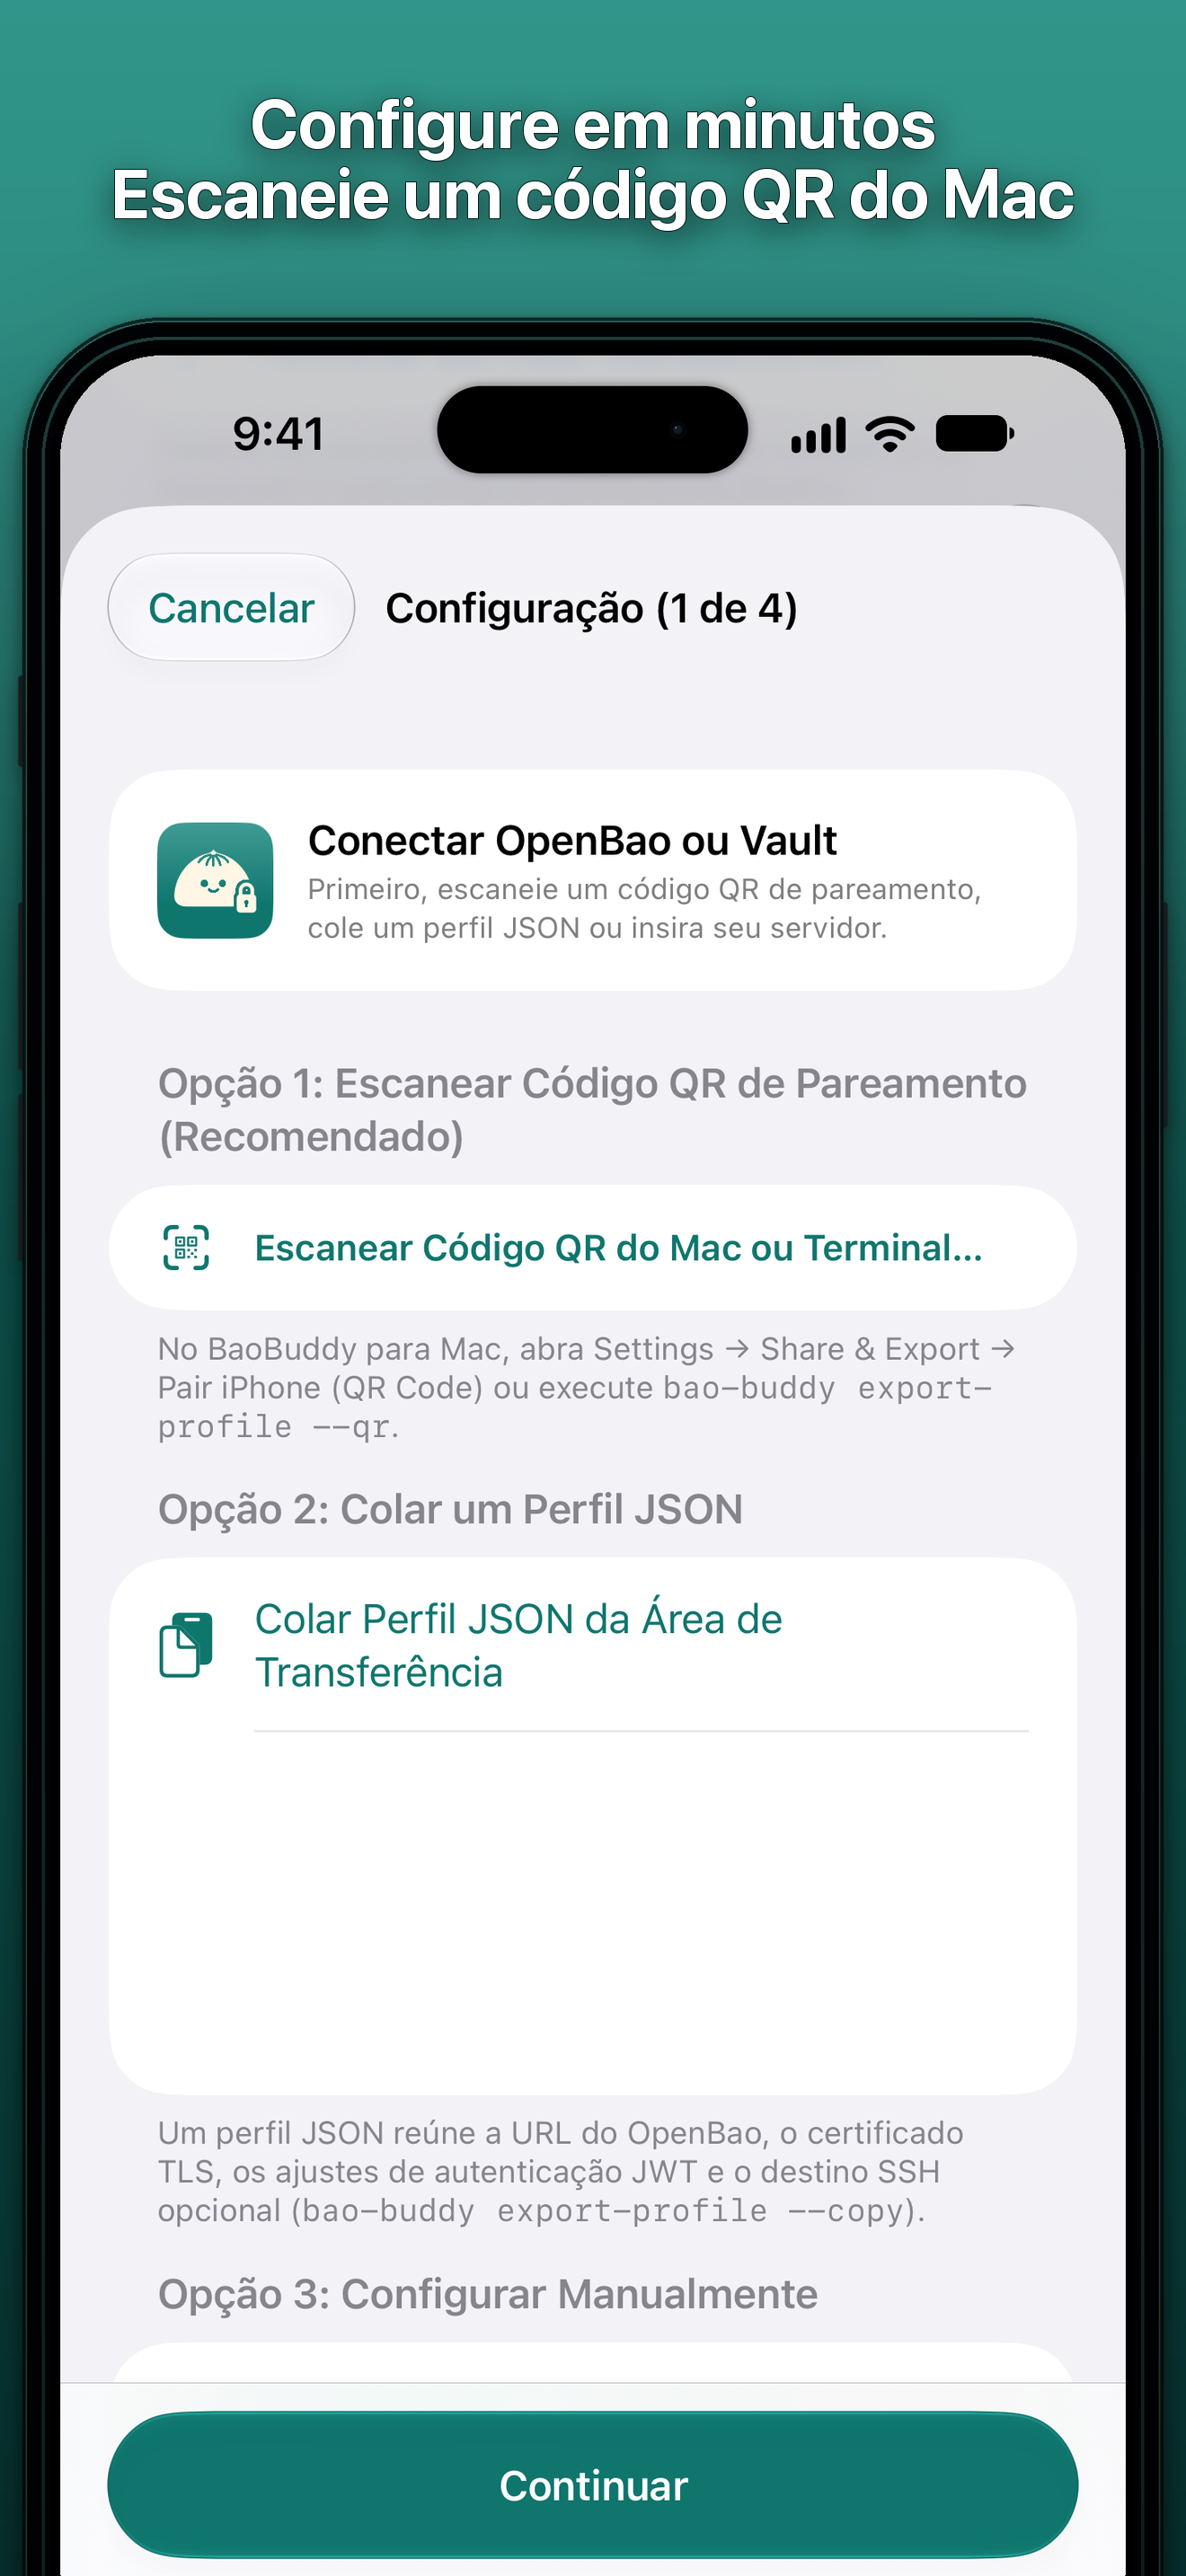 Configure em minutos
Escaneie um código QR do Mac
9:41
Cancelar
Configuração (1 de 4)
Conectar OpenBao ou Vault
Primeiro, escaneie um código QR de pareamento,
cole um perfil JSON ou insira seu servidor.
Opção 1: Escanear Código QR de Pareamento
(Recomendado)
Escanear Código QR do Mac ou Terminal...
No BaoBuddy para Mac, abra Settings → Share & Export →
Pair iPhone (QR Code) ou execute bao-buddy export-
profile --qr.
Opção 2: Colar um Perfil JSON
Colar Perfil JSON da Área de
Transferência
Um perfil JSON reúne a URL do OpenBao, o certificado
TLS, os ajustes de autenticação JWT e o destino SSH
opcional (bao-buddy export-profile --copy).
Opção 3: Configurar Manualmente
Continuar